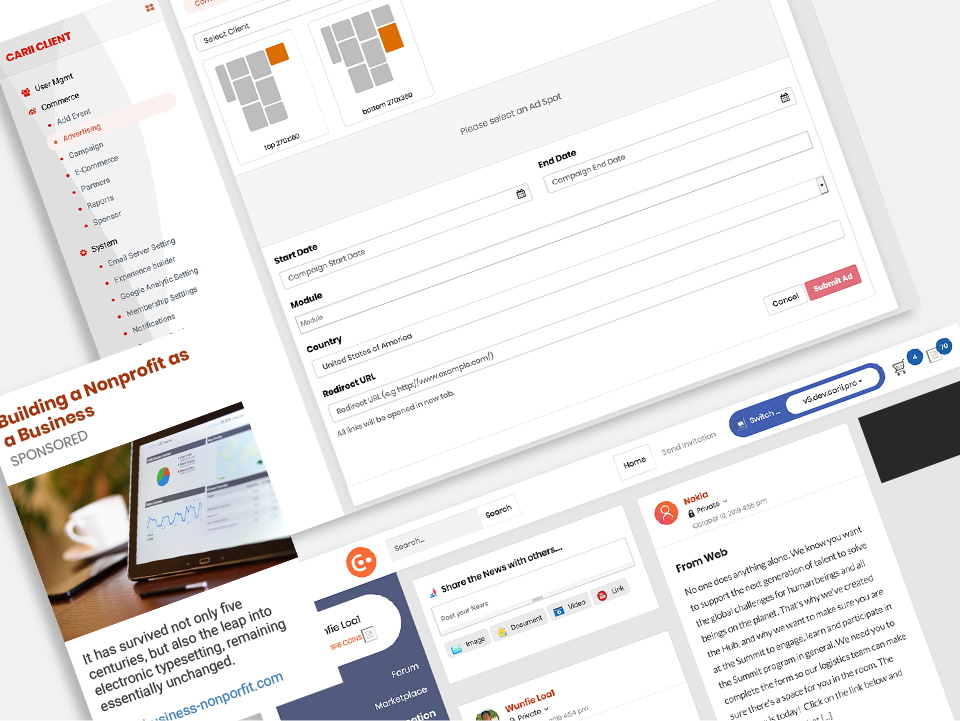 CARII CLIENT
User Mgmt
Commerce
Add Event
Advertising
Campaign
E-Commerce
Partners
Reports
Sponsor
System
Email Server Setting
Experience builder
Google Analytic Setting
Membership Settings
Notifications
Select Client
top 270x180
bottom 270x350
Please select an Ad Spot
Start Date
Campaign Start Date
End Date
Campaign End Date
Module
Module
Country
United States of America
Redirect URL
Redirect URL (e.g http://www.example.com/)
All links will be opened in new tab.
Cancel
Submit Ad
Building a Nonprofit as
a Business
SPONSORED
It has survived not only five
centuries, but also the leap into
electronic typesetting, remaining
essentially unchanged.
business-nonporfit.com
Search...
Search
Home
Send Invitation
Switch ...
v5.dev.carii.pro
4
70
Loal
COINS
Forum
Marketplace
Share the News with others...
Post your News
Image
Document
Video
Link
Wunfie Loal
Private
2019 4:54 pm
Nokia
Private
October 10, 2019 4:56 pm
From Web
No one does anything alone. We know you want
to support the next generation of talent to solve
the global challenges for human beings and all
beings on the planet. That's why we've created
the Hub, and why we want to make sure you are
at the Summit to engage, learn and participate in
the Summit program in general. We need you to
complete the form so our logistics team can make
sure there's a space for you in the room. The
is today! Click on the link below and
[...]